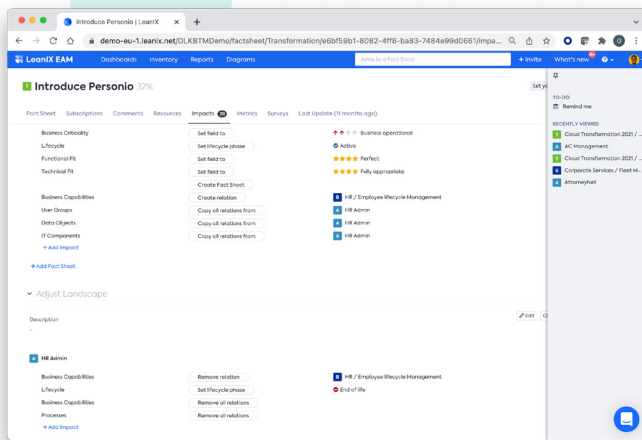 Introduce Personio | LeanIX
demo-eu-1.leanix.net/OLKBTMDemo/factsheet/Transformation/e6bf59b1-8082-4ff8-ba83-7484e99d0661/impa...
LeanIX EAM Dashboards Inventory Reports Diagrams Jump to a Fact Sheet + Invite What's new
T Introduce Personio 32%
Fact Sheet Subscriptions Comments Resources Impacts 20 Metrics Surveys Last Update (11 months ago)
Business Criticality Set field to Business operational
Lifecycle Set lifecycle phase Active
Functional Fit Set field to Perfect
Technical Fit Set field to Fully appropriate
Create Fact Sheet
Business Capabilities Create relation B HR / Employee lifecycle Management
User Groups Copy all relations from A HR Admin
Data Objects Copy all relations from A HR Admin
IT Components Copy all relations from A HR Admin
+ Add Impact
+ Add Fact Sheet
Adjust Landscape
Description Edit
-
A HR Admin
Business Capabilities Remove relation B HR / Employee lifecycle Management
Lifecycle Set lifecycle phase End of life
Business Capabilities Remove all relations
Processes Remove all relations
+ Add Impact
TO-DO
Remind me
RECENTLY VIEWED
T Cloud Transformation 2021 / ...
A AC Management
T Cloud Transformation 2021 / ...
B Corporate Services / Fleet M...
A AttorneyNet